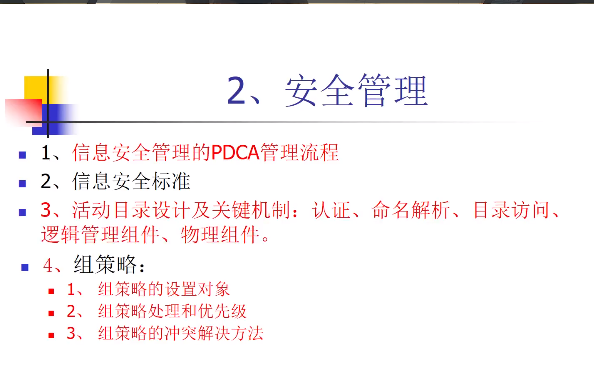 2、安全管理
1、信息安全管理的PDCA管理流程
2、信息安全标准
3、活动目录设计及关键机制：认证、命名解析、目录访问、
逻辑管理组件、物理组件。
4、组策略：
1、 组策略的设置对象
2、 组策略处理和优先级
3、 组策略的冲突解决方法